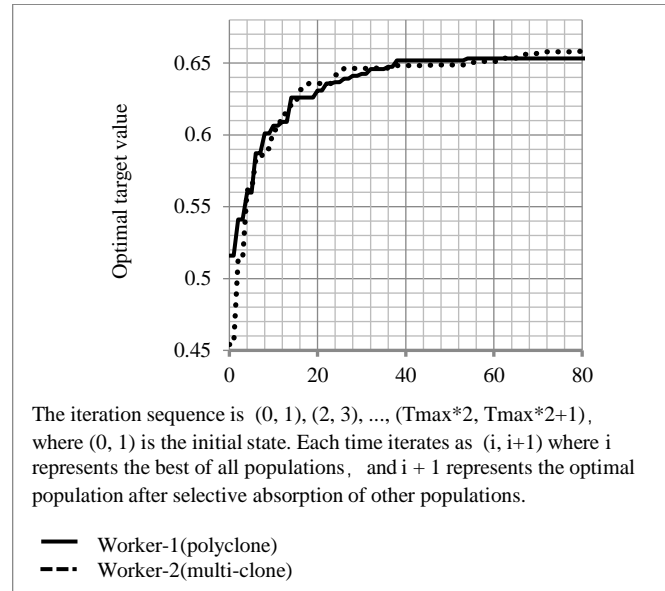 0.65
0.6
0.55
0.5
0.45
Optimal target value
0 20 40 60 80
The iteration sequence is (0, 1), (2, 3), ..., (Tmax*2, Tmax*2+1),
where (0, 1) is the initial state. Each time iterates as (i, i+1) where i
represents the best of all populations, and i + 1 represents the optimal
population after selective absorption of other populations.
Worker-1(polyclone)
Worker-2(multi-clone)